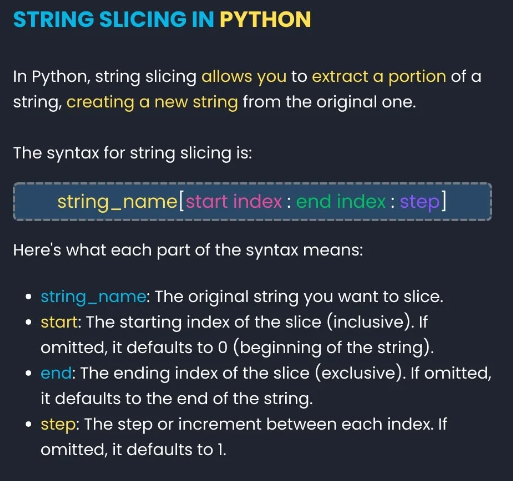 STRING SLICING IN PYTHON
In Python, string slicing allows you to extract a portion of a
string, creating a new string from the original one.
The syntax for string slicing is:
string_name[start index : end index : step]
Here's what each part of the syntax means:
• string_name: The original string you want to slice.
• start: The starting index of the slice (inclusive). If
omitted, it defaults to 0 (beginning of the string).
• end: The ending index of the slice (exclusive). If omitted,
it defaults to the end of the string.
• step: The step or increment between each index. If
omitted, it defaults to 1.